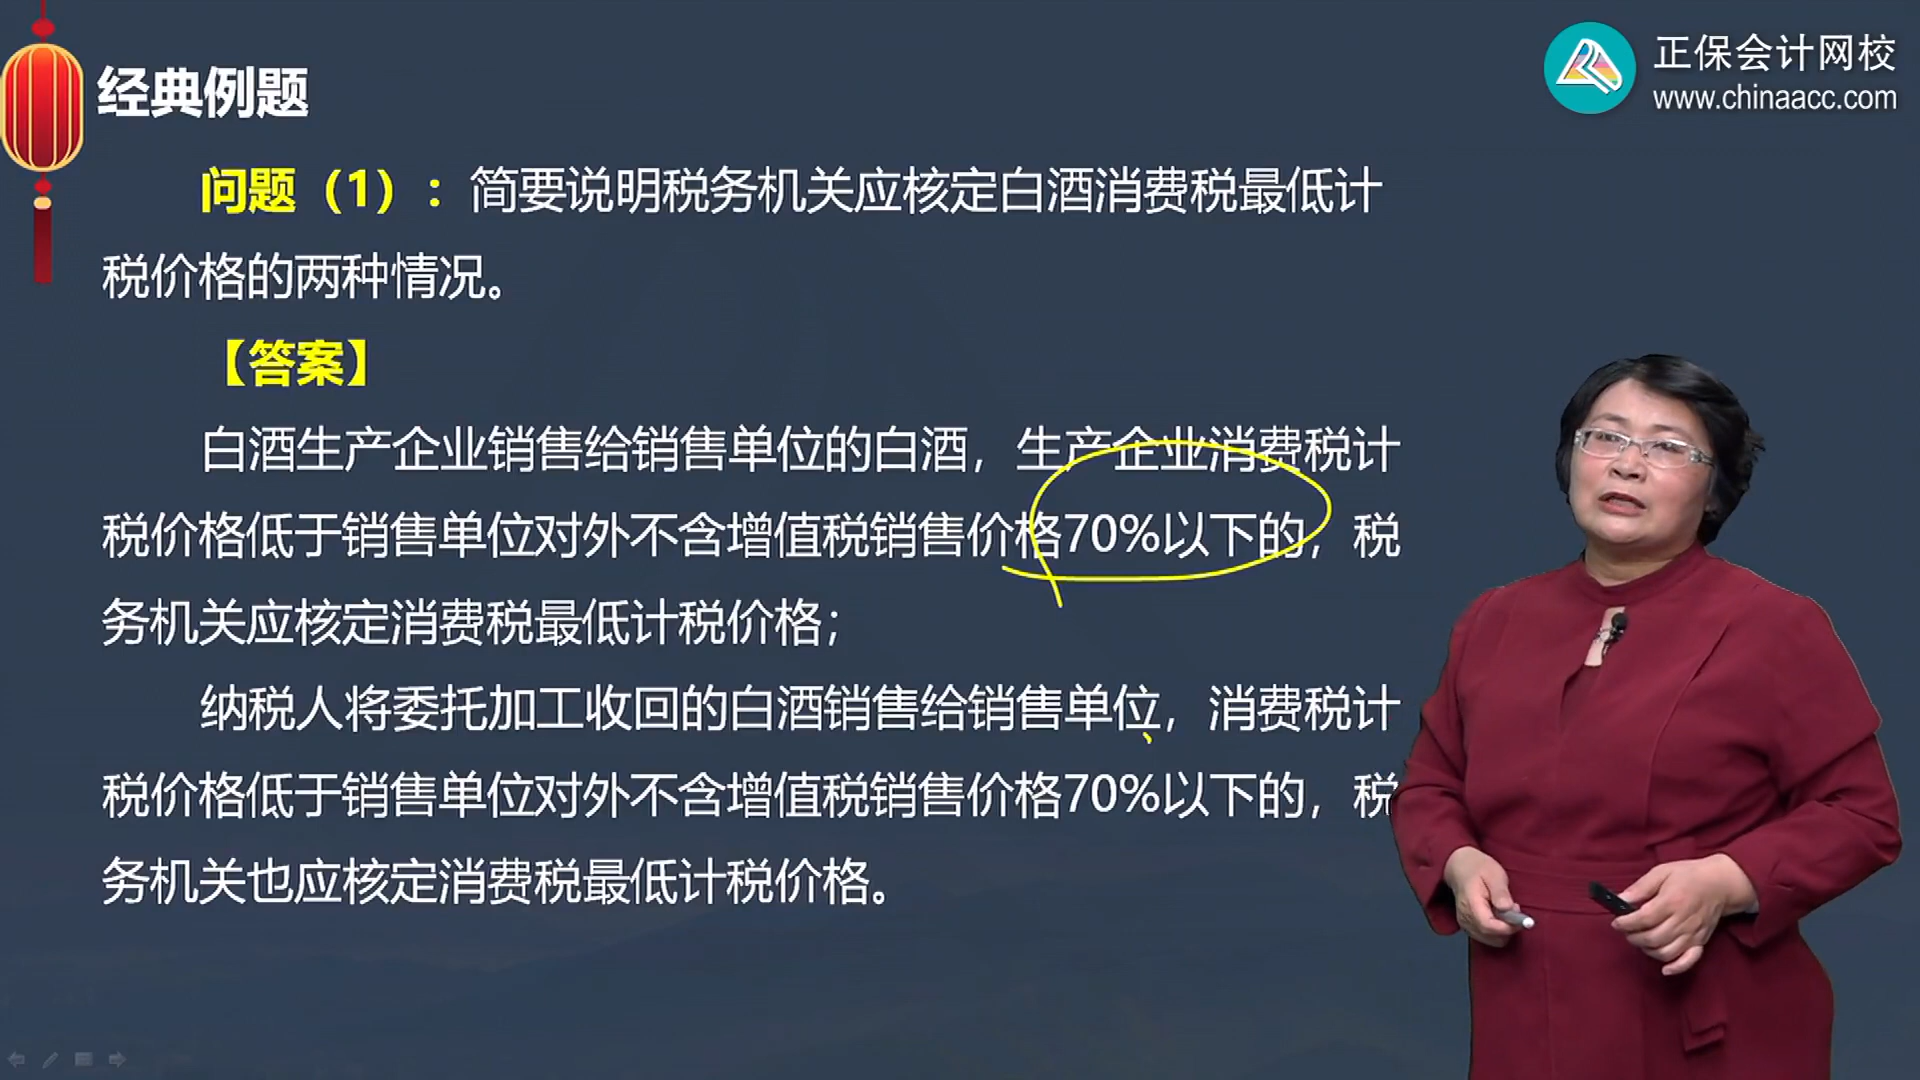 正保会计网校
www.chinaacc.com
经典例题
问题（1）：简要说明税务机关应核定白酒消费税最低计
税价格的两种情况。
【答案】
白酒生产企业销售给销售单位的白酒，生产企业消费税计
税价格低于销售单位对外不含增值税销售价格70%以下的，税
务机关应核定消费税最低计税价格；
纳税人将委托加工收回的白酒销售给销售单位，消费税计
税价格低于销售单位对外不含增值税销售价格70%以下的，税
务机关也应核定消费税最低计税价格。